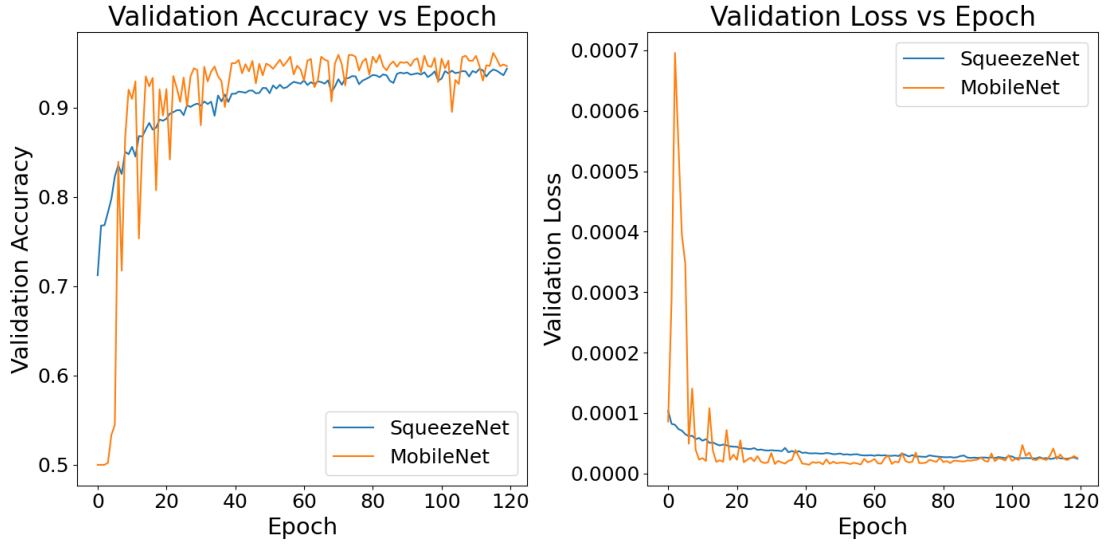 Validation Accuracy vs Epoch
Validation Accuracy
0.9
0.8
0.7
0.6
0.5
SqueezeNet
MobileNet
0 20 40 60 80 100 120
Epoch
Validation Loss vs Epoch
Validation Loss
0.0007
0.0006
0.0005
0.0004
0.0003
0.0002
0.0001
0.0000
SqueezeNet
MobileNet
0 20 40 60 80 100 120
Epoch